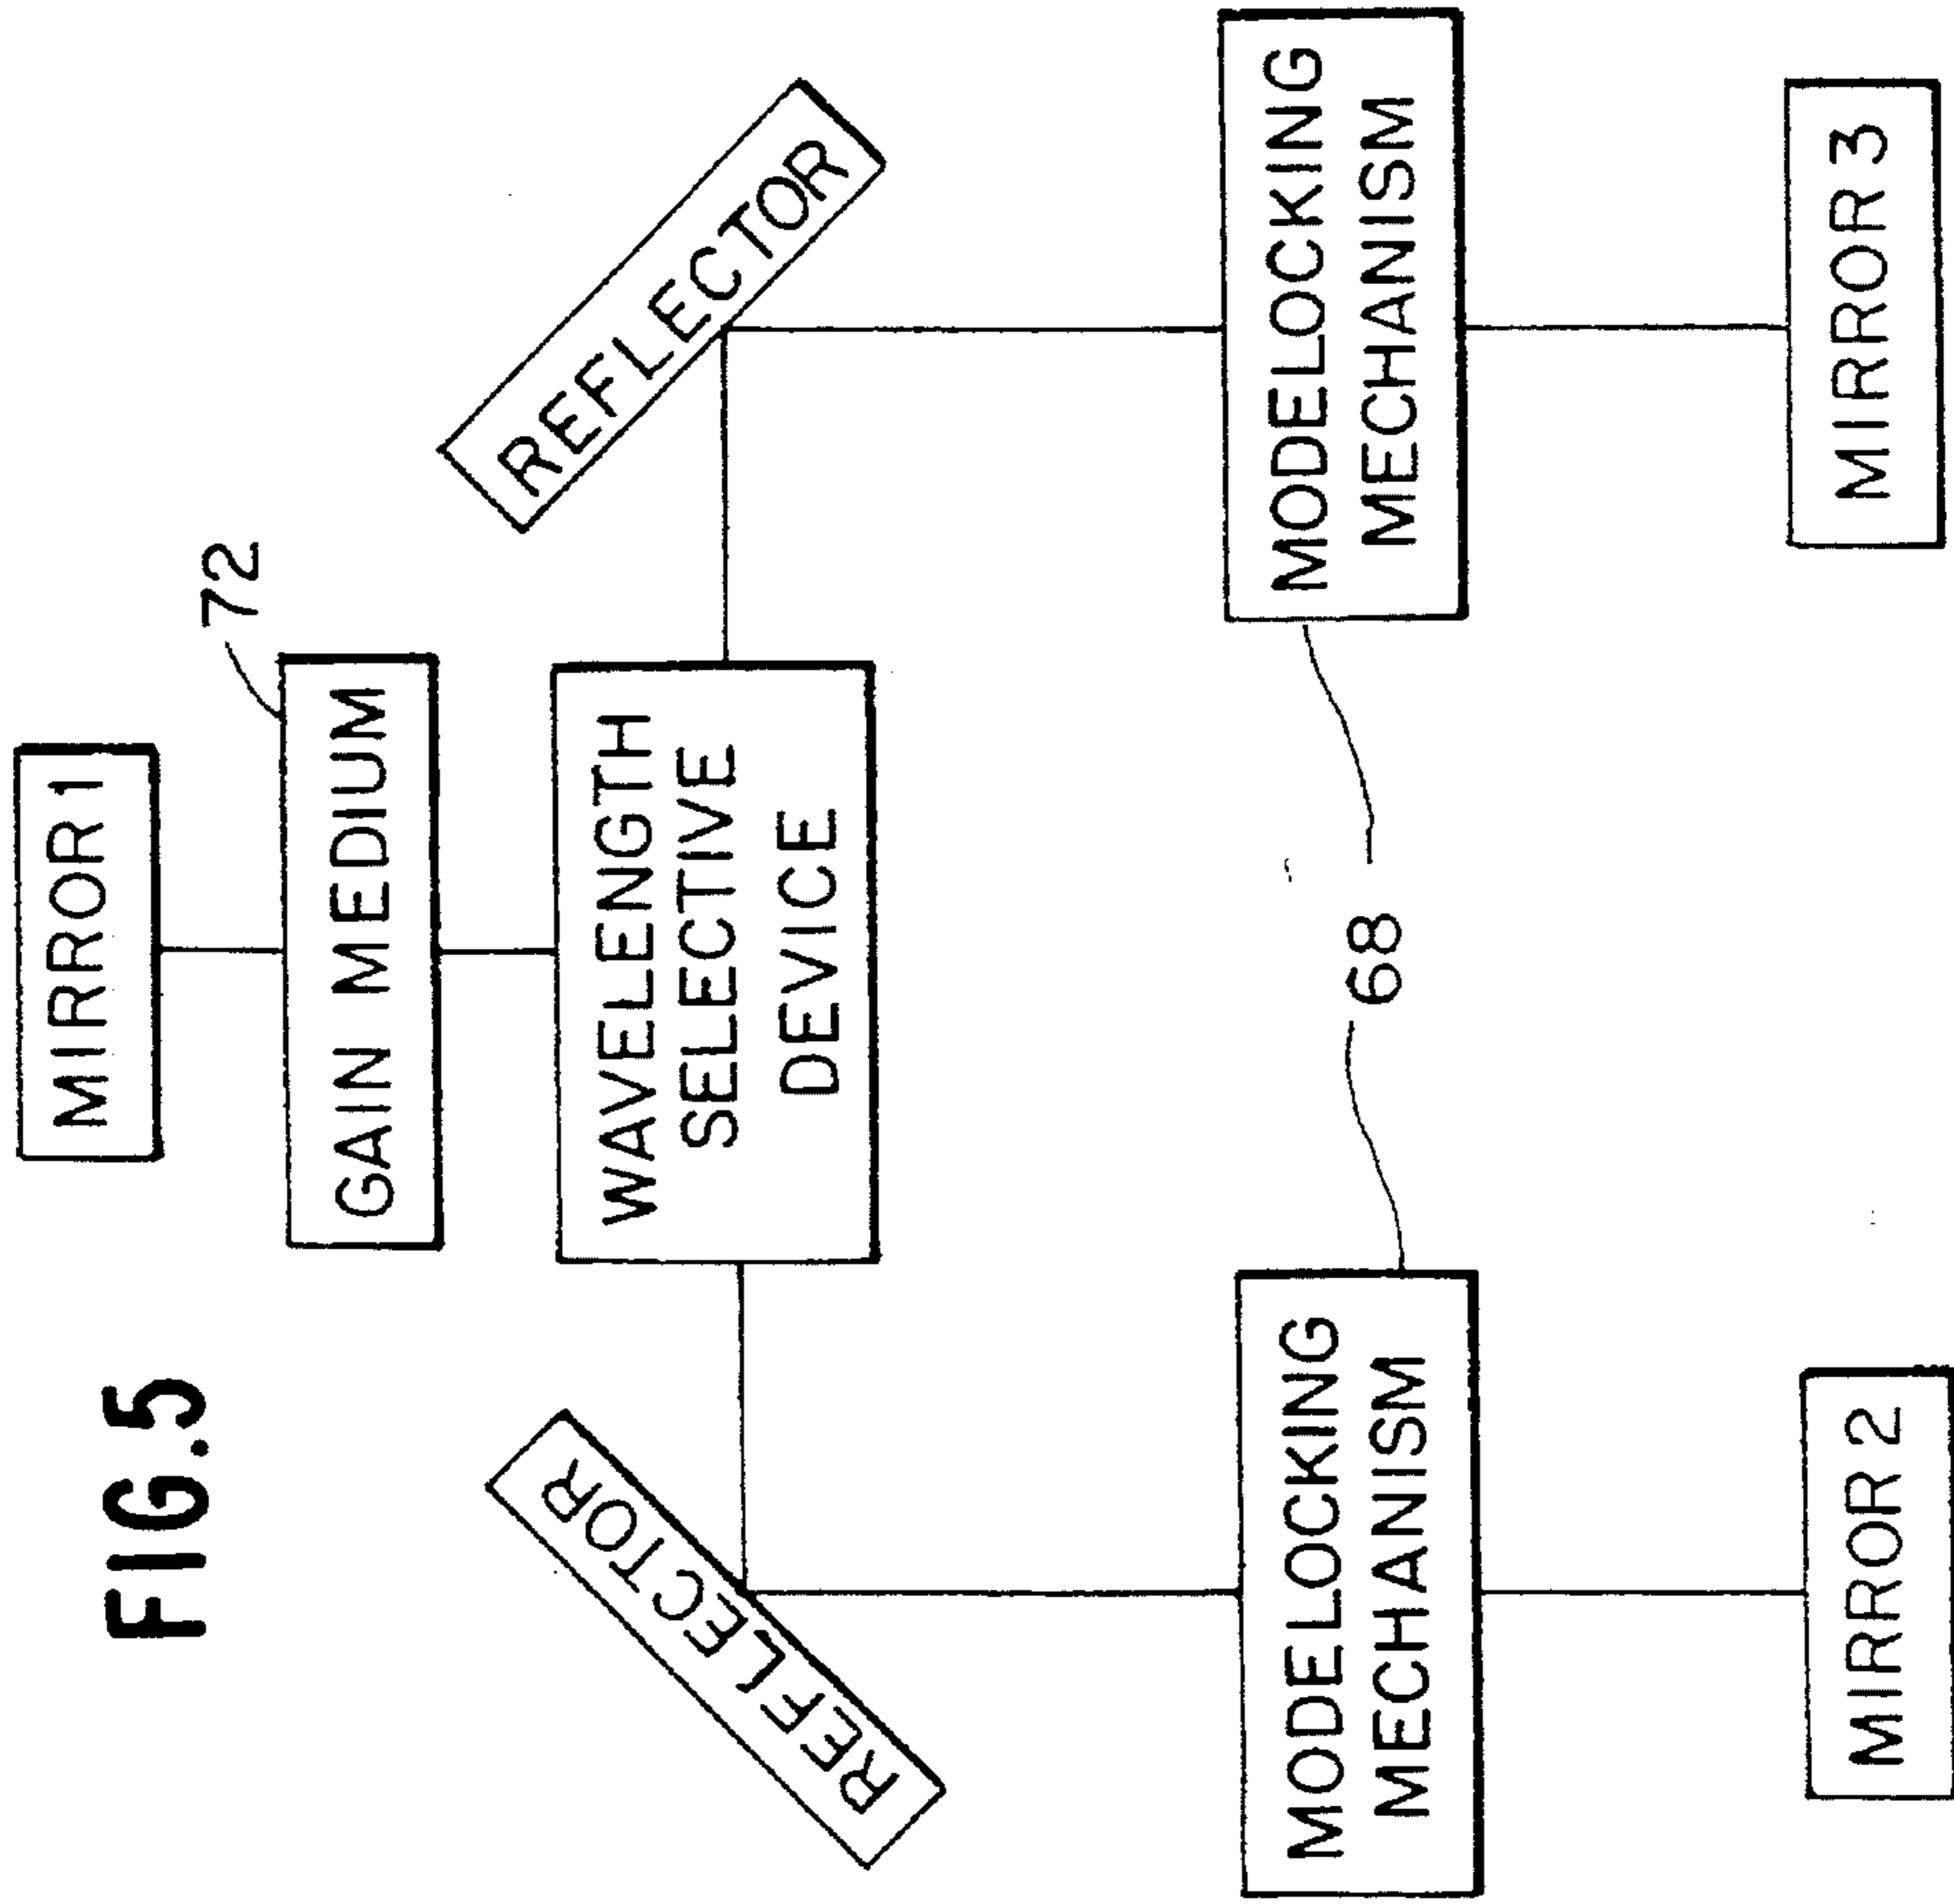 FIG.5
MIRROR 1
72
GAIN MEDIUM
WAVELENGTH
SELECTIVE
DEVICE
REFLECTOR
REFLECTOR
MODELOCKING
MECHANISM
68
MODELOCKING
MECHANISM
MIRROR 2
MIRROR 3